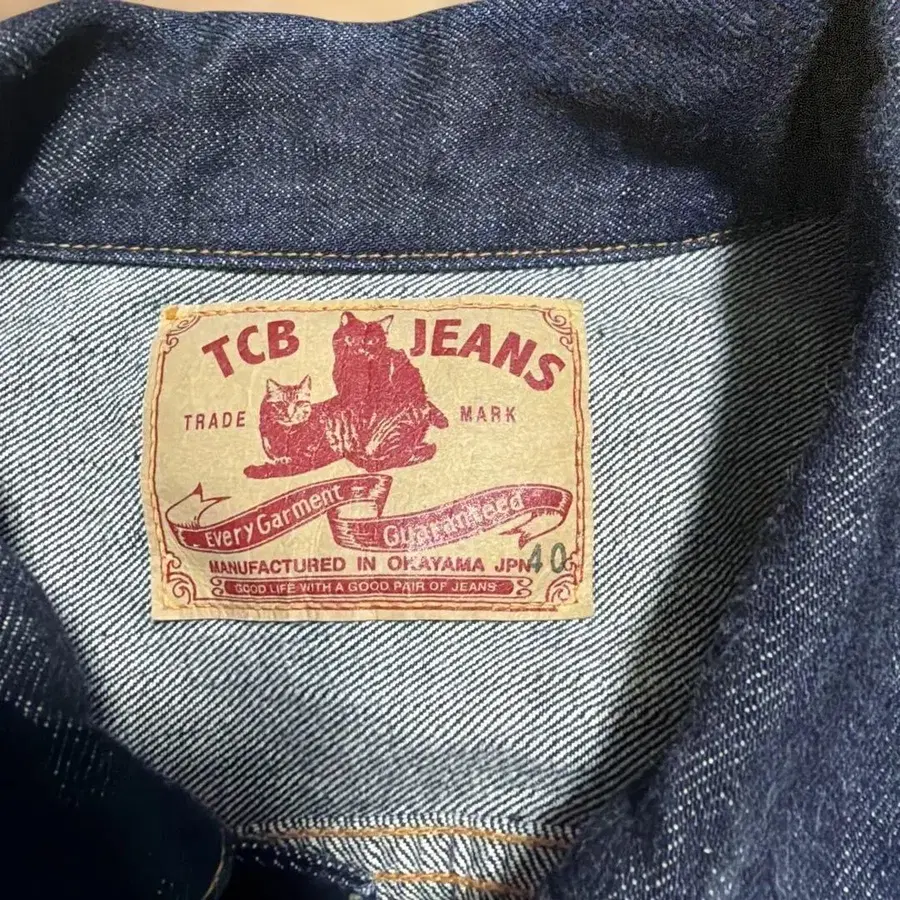 TCB JEANS
TRADE MARK
Every Garment Guaranteed
MANUFACTURED IN OKAYAMA JPN 40
GOOD LIFE WITH A GOOD PAIR OF JEANS